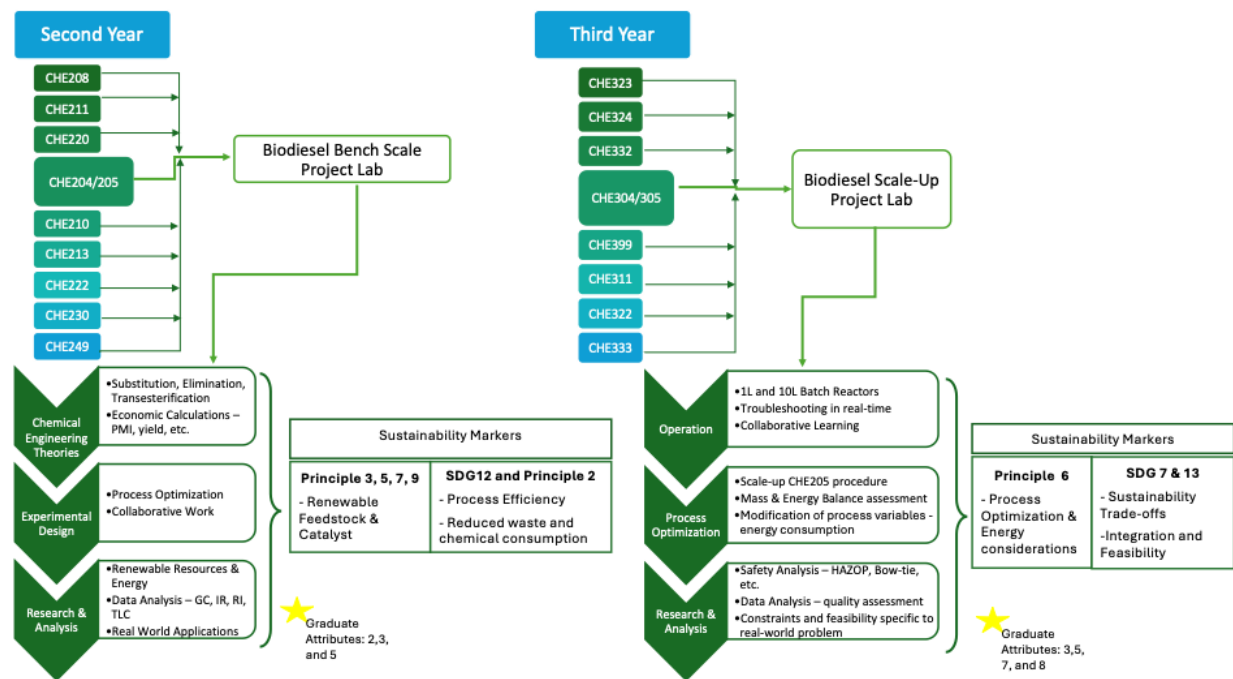 Second Year
CHE208
CHE211
CHE220
CHE204/205
CHE210
CHE213
CHE222
CHE230
CHE249
Biodiesel Bench Scale
Project Lab
Chemical
Engineering
Theories
•Substitution, Elimination,
Transesterification
•Economic Calculations –
PMI, yield, etc.
Experimental
Design
•Process Optimization
•Collaborative Work
Research &
Analysis
•Renewable Resources &
Energy
•Data Analysis – GC, IR, RI,
TLC
•Real World Applications
Sustainability Markers
Principle 3, 5, 7, 9
- Renewable
Feedstock &
Catalyst
SDG12 and Principle 2
- Process Efficiency
- Reduced waste and
chemical consumption
Graduate
Attributes: 2,3,
and 5
Third Year
CHE323
CHE324
CHE332
CHE304/305
CHE399
CHE311
CHE322
CHE333
Biodiesel Scale-Up
Project Lab
Operation
•1L and 10L Batch Reactors
•Troubleshooting in real-time
•Collaborative Learning
Process
Optimization
•Scale-up CHE205 procedure
•Mass & Energy Balance assessment
•Modification of process variables -
energy consumption
Research &
Analysis
•Safety Analysis – HAZOP, Bow-tie,
etc.
•Data Analysis – quality assessment
•Constraints and feasibility specific to
real-world problem
Sustainability Markers
Principle 6
- Process
Optimization &
Energy
considerations
SDG 7 & 13
- Sustainability
Trade-offs
-Integration and
Feasibility
Graduate
Attributes: 3,5,
7, and 8